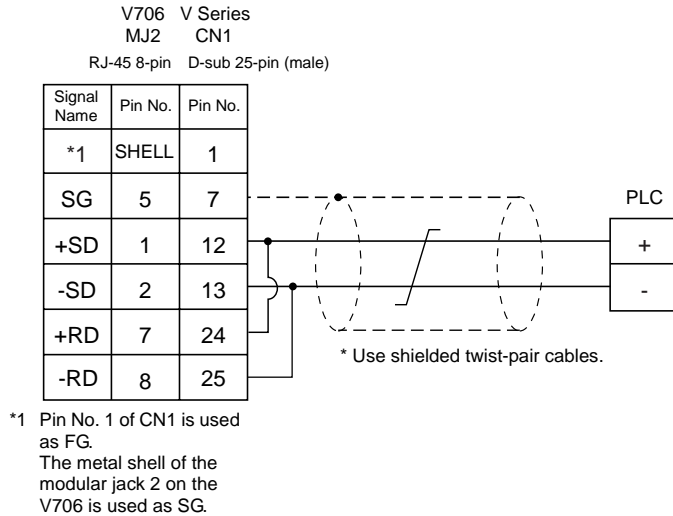 V706 V Series
MJ2 CN1
RJ-45 8-pin D-sub 25-pin (male)
Signal Name Pin No. Pin No.
*1 SHELL 1
SG 5 7
PLC
+SD 1 12 +
-SD 2 13 -
+RD 7 24
* Use shielded twist-pair cables.
-RD 8 25
*1 Pin No. 1 of CN1 is used
as FG.
The metal shell of the
modular jack 2 on the
V706 is used as SG.